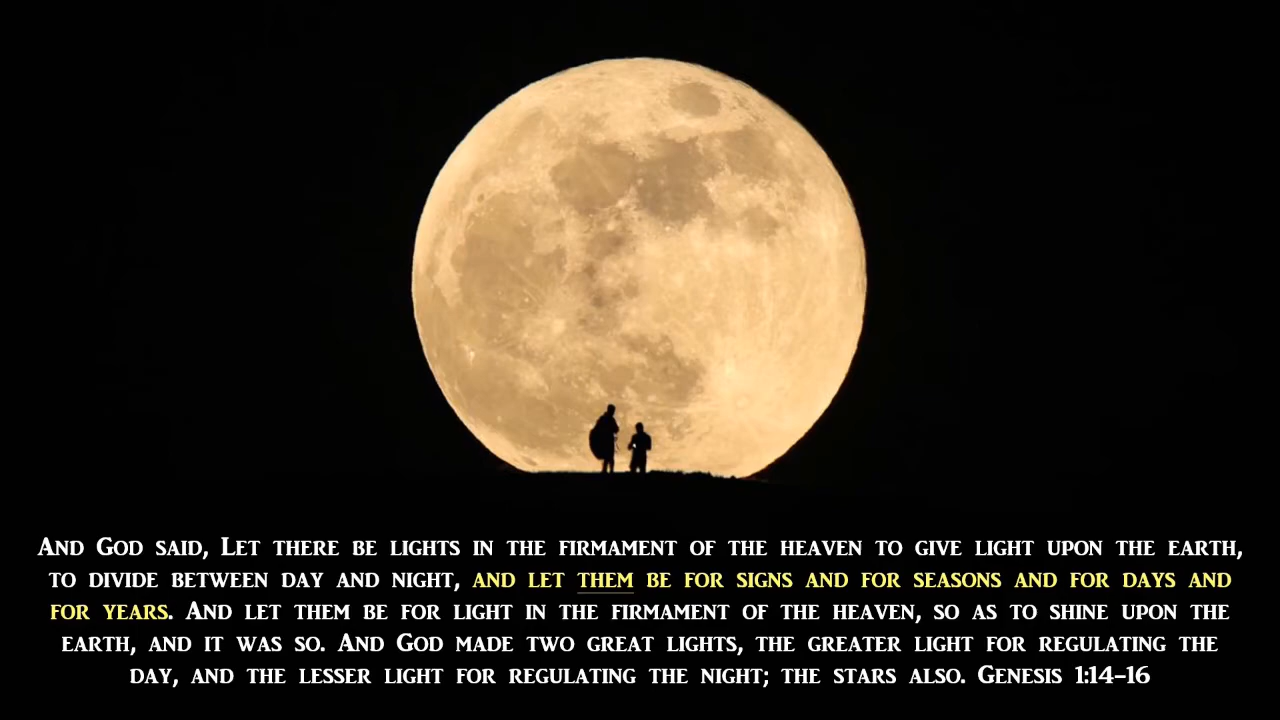 And God said, Let there be lights in the firmament of the heaven to give light upon the earth,
to divide between day and night, and let them be for signs and for seasons and for days and
for years. And let them be for light in the firmament of the heaven, so as to shine upon the
earth, and it was so. And God made two great lights, the greater light for regulating the
day, and the lesser light for regulating the night; the stars also. Genesis 1:14-16